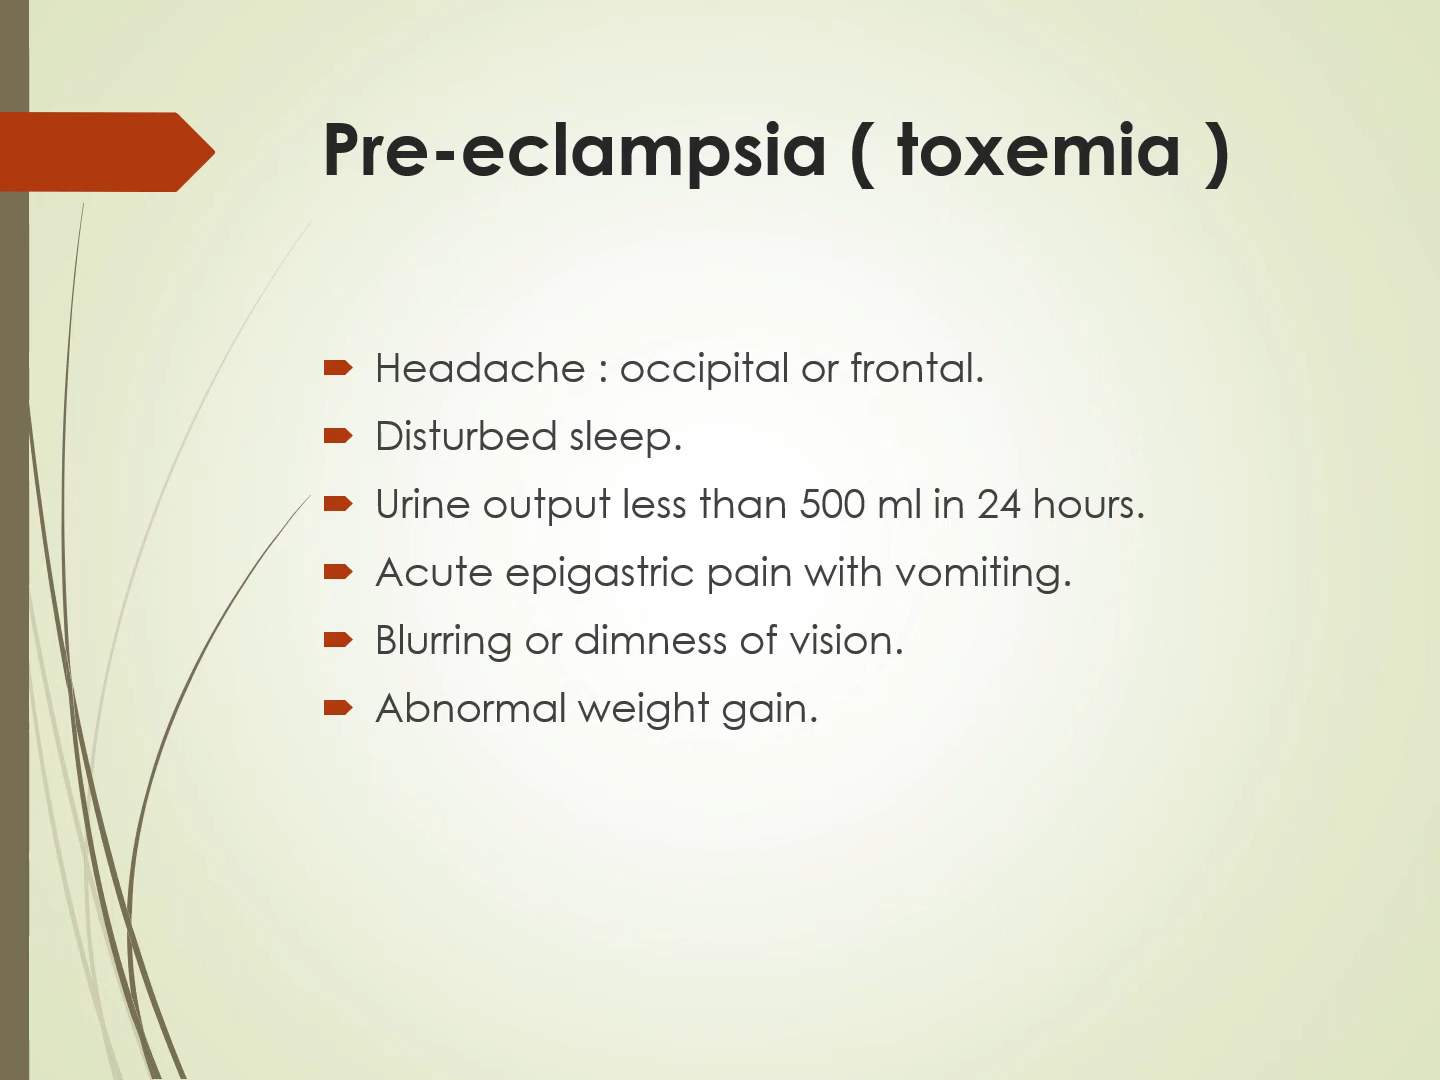 Pre-eclampsia ( toxemia )
Headache : occipital or frontal.
Disturbed sleep.
Urine output less than 500 ml in 24 hours.
Acute epigastric pain with vomiting.
Blurring or dimness of vision.
Abnormal weight gain.